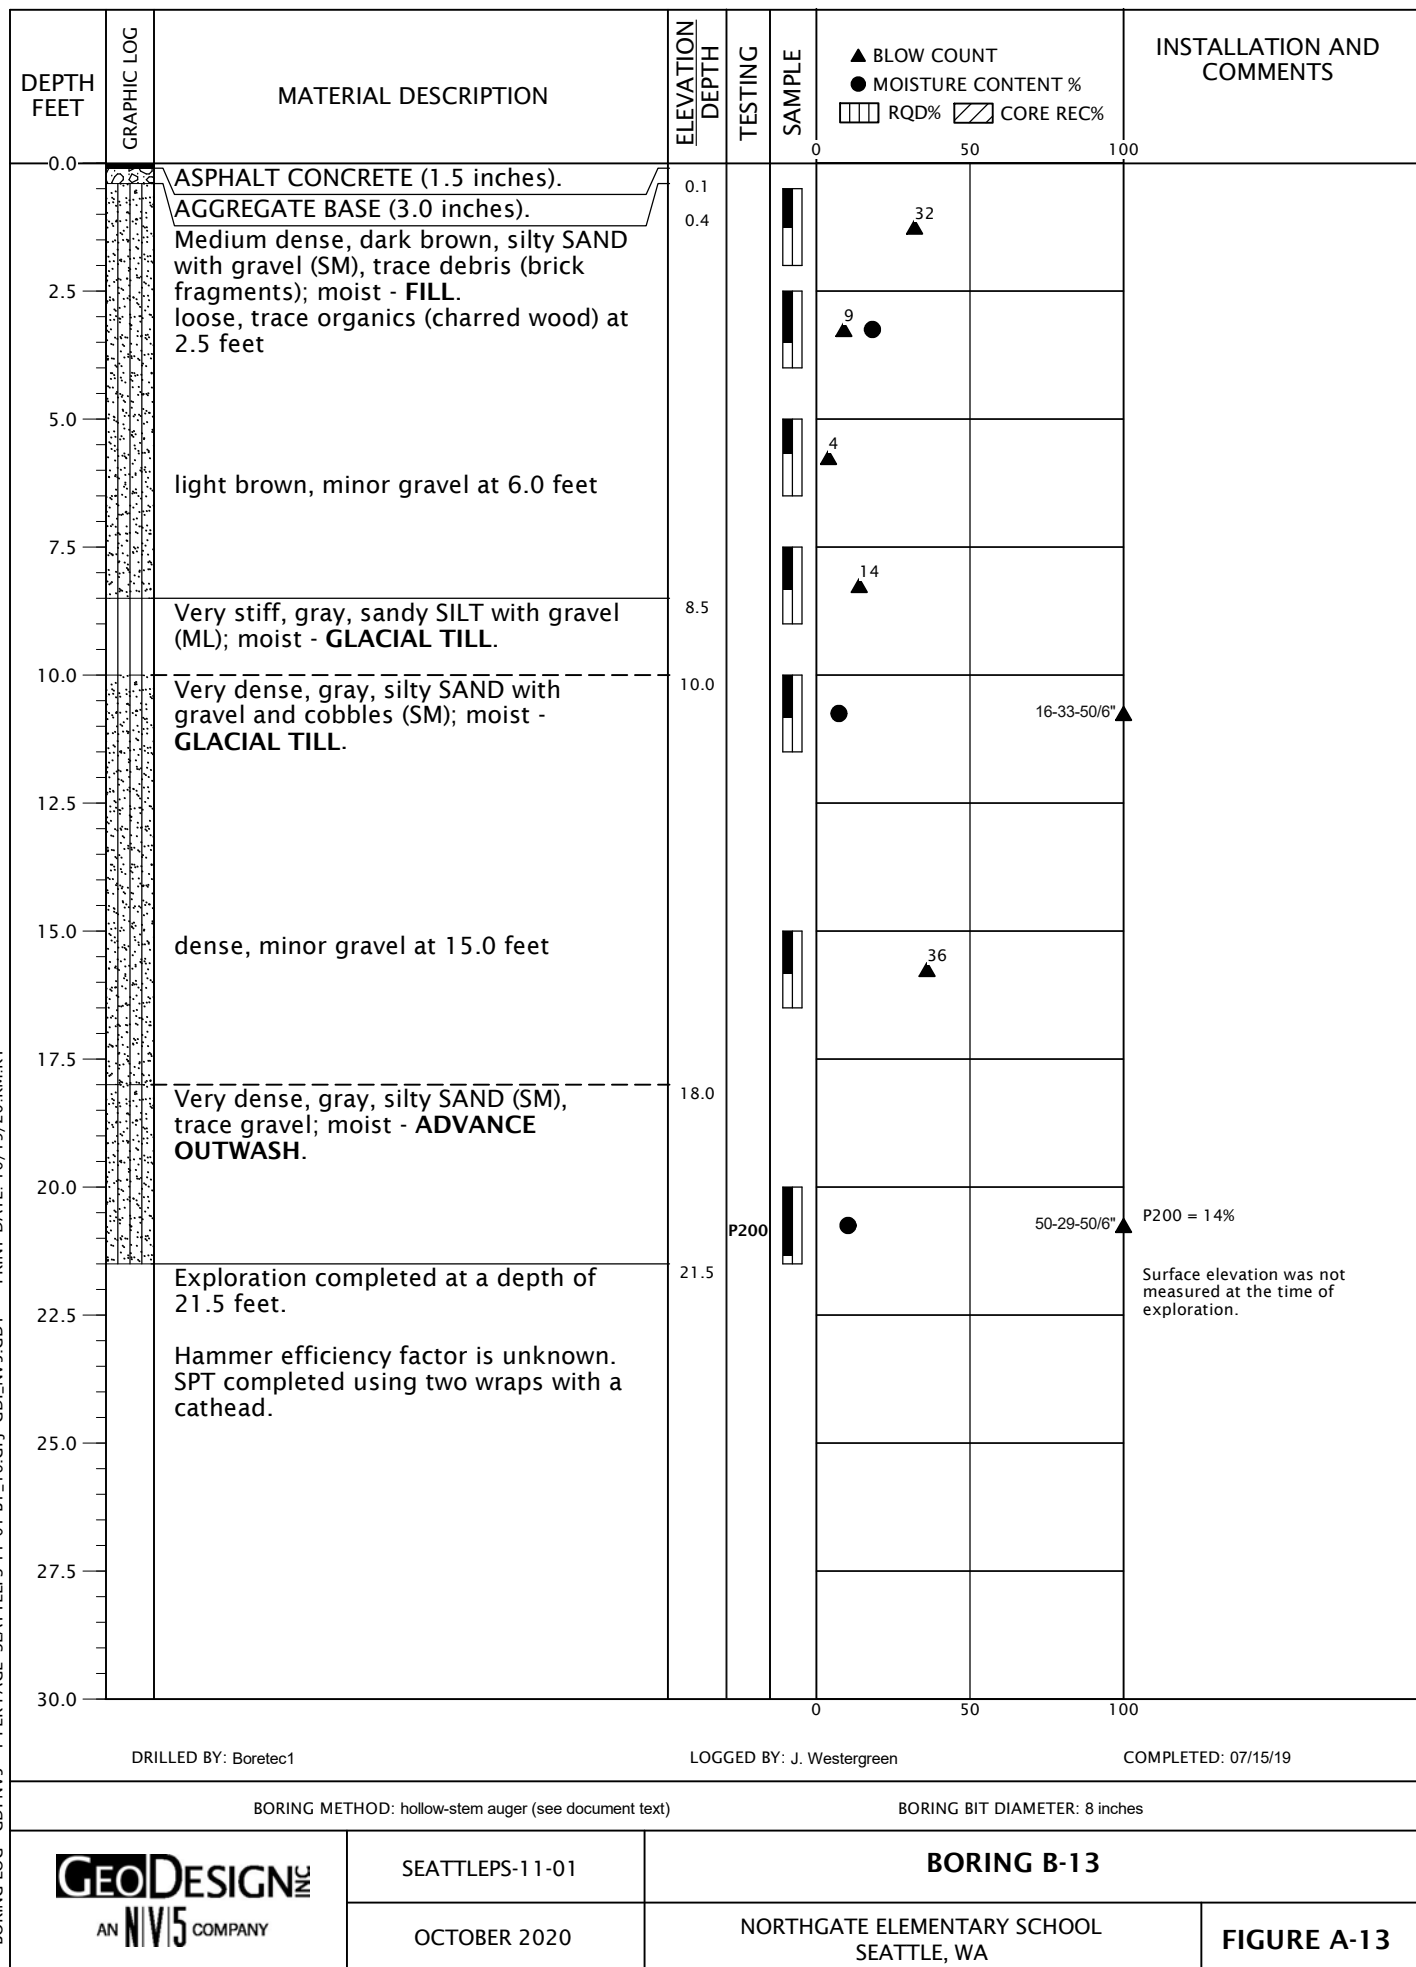 DEPTH
FEET
GRAPHIC LOG
MATERIAL DESCRIPTION
ELEVATION
DEPTH
TESTING
SAMPLE
▲ BLOW COUNT
● MOISTURE CONTENT %
RQD% CORE REC%
INSTALLATION AND
COMMENTS
0 50 100
0.0
ASPHALT CONCRETE (1.5 inches).
0.1
AGGREGATE BASE (3.0 inches).
0.4
32
Medium dense, dark brown, silty SAND
with gravel (SM), trace debris (brick
fragments); moist - FILL.
2.5
loose, trace organics (charred wood) at
2.5 feet
9
5.0
4
light brown, minor gravel at 6.0 feet
7.5
14
8.5
Very stiff, gray, sandy SILT with gravel
(ML); moist - GLACIAL TILL.
10.0
10.0
Very dense, gray, silty SAND with
gravel and cobbles (SM); moist -
GLACIAL TILL.
16-33-50/6"
12.5
15.0
dense, minor gravel at 15.0 feet
36
17.5
18.0
Very dense, gray, silty SAND (SM),
trace gravel; moist - ADVANCE
OUTWASH.
20.0
P200
50-29-50/6"
P200 = 14%
21.5
Exploration completed at a depth of
21.5 feet.
Surface elevation was not
measured at the time of
exploration.
22.5
Hammer efficiency factor is unknown.
SPT completed using two wraps with a
cathead.
25.0
27.5
30.0
0 50 100
DRILLED BY: Boretec1
LOGGED BY: J. Westergreen
COMPLETED: 07/15/19
BORING METHOD: hollow-stem auger (see document text)
BORING BIT DIAMETER: 8 inches
GEODESIGN INC
AN NV5 COMPANY
SEATTLEPS-11-01
OCTOBER 2020
BORING B-13
NORTHGATE ELEMENTARY SCHOOL
SEATTLE, WA
FIGURE A-13